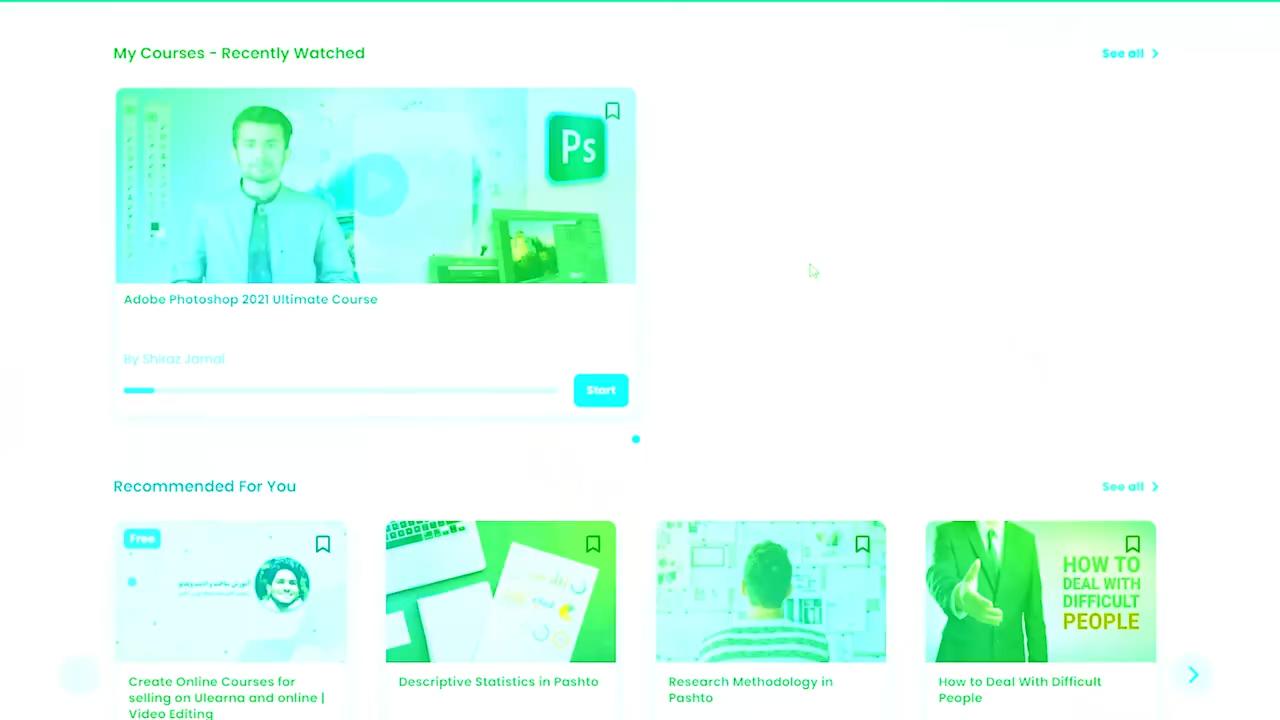 My Courses - Recently Watched
See all
Ps
Adobe Photoshop 2021 Ultimate Course
By Shiraz Jamal
Start
Recommended For You
See all
Free
HOW TO
DEAL WITH
DIFFICULT
PEOPLE
Create Online Courses for
selling on Ulearna and online |
Video Editing
Descriptive Statistics in Pashto
Research Methodology in
Pashto
How to Deal With Difficult
People